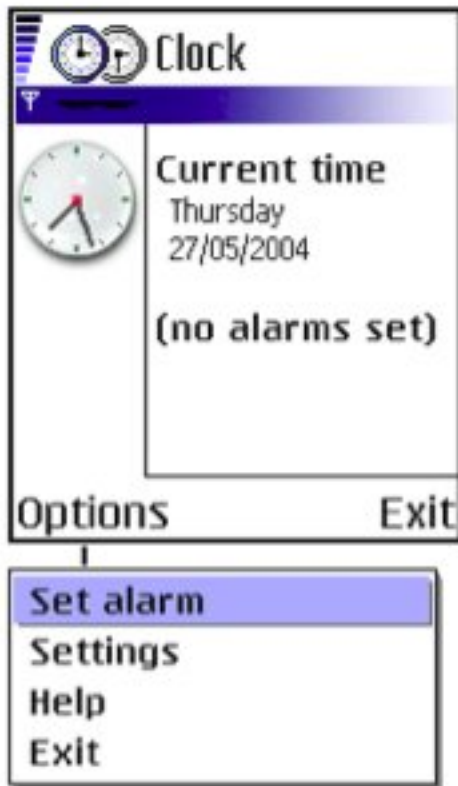 Clock
Current time
Thursday
27/05/2004
(no alarms set)
Options Exit
Set alarm
Settings
Help
Exit